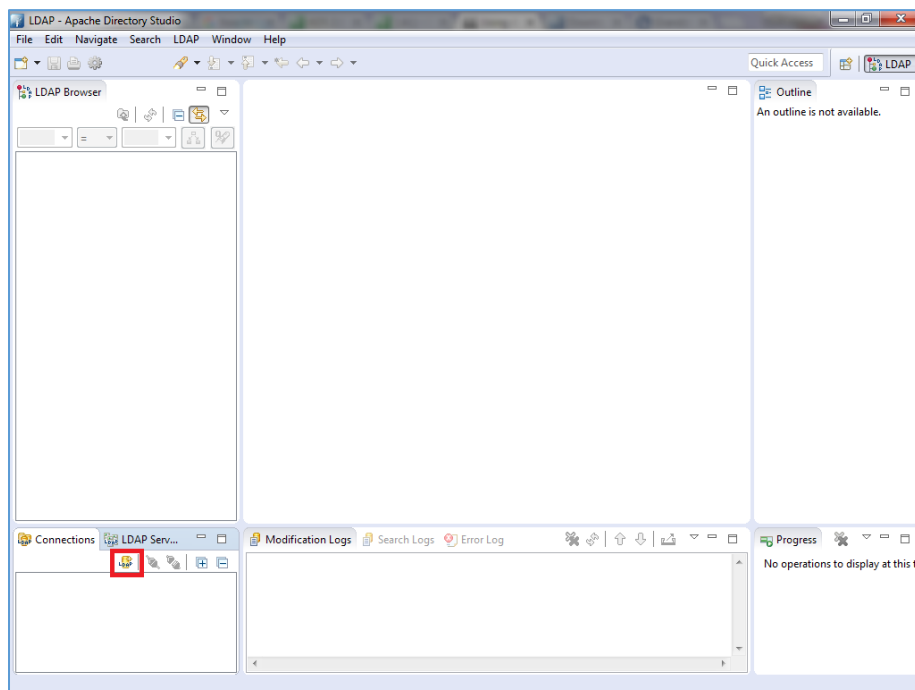 LDAP - Apache Directory Studio
File Edit Navigate Search LDAP Window Help
Quick Access
LDAP
LDAP Browser
=
Outline
An outline is not available.
Connections
LDAP Serv...
Modification Logs
Search Logs
Error Log
Progress
LDAP
No operations to display at this t